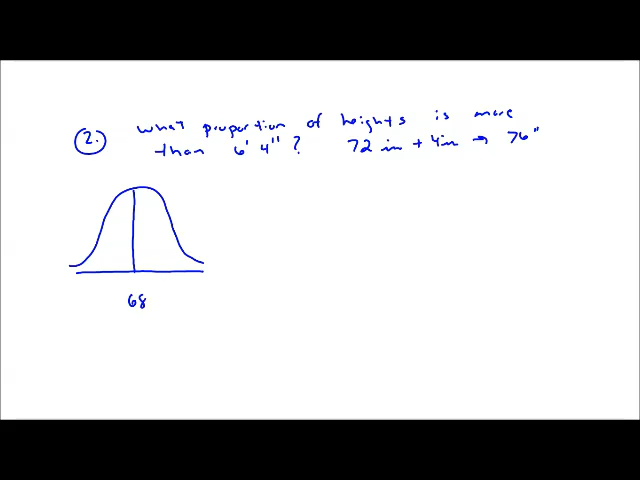 2. what proportion of heights is more
than 6' 4" ? 72 in + 4in → 76"
68